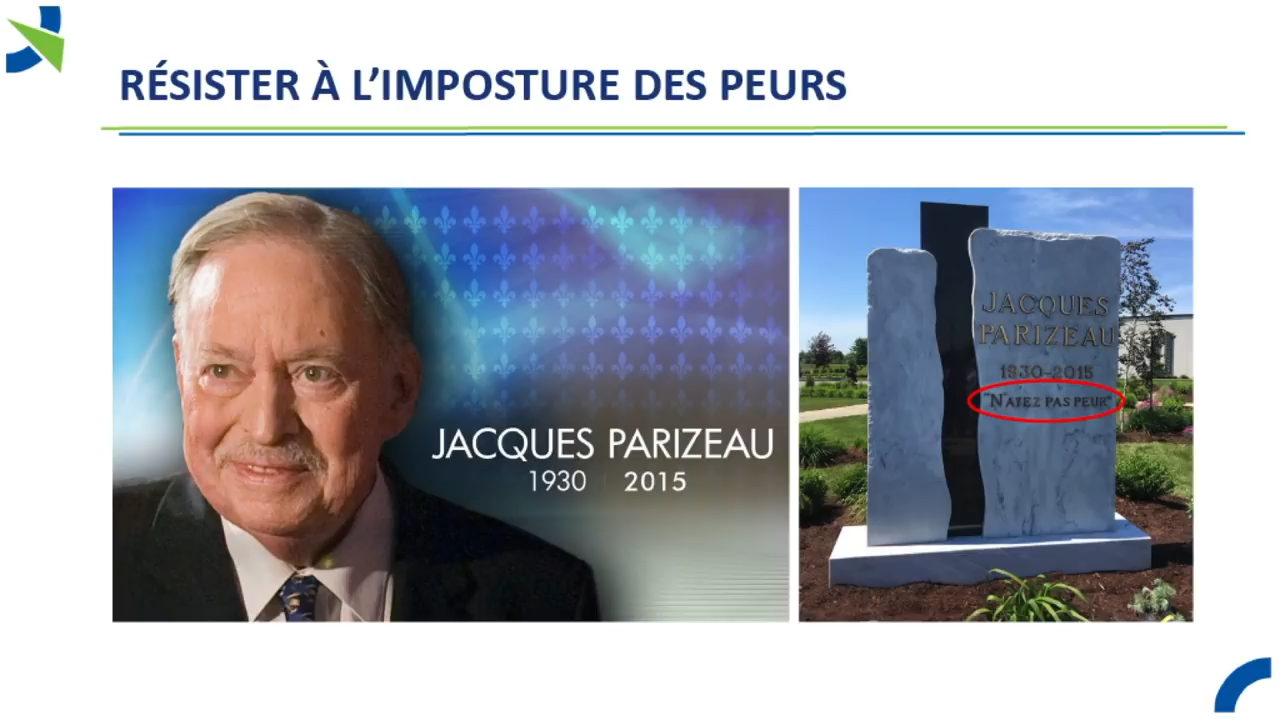 RÉSISTER À L’IMPOSTURE DES PEURS
JACQUES PARIZEAU
1930 2015
JACQUES
PARIZEAU
1930-2015
"N'AYEZ PAS PEUR"